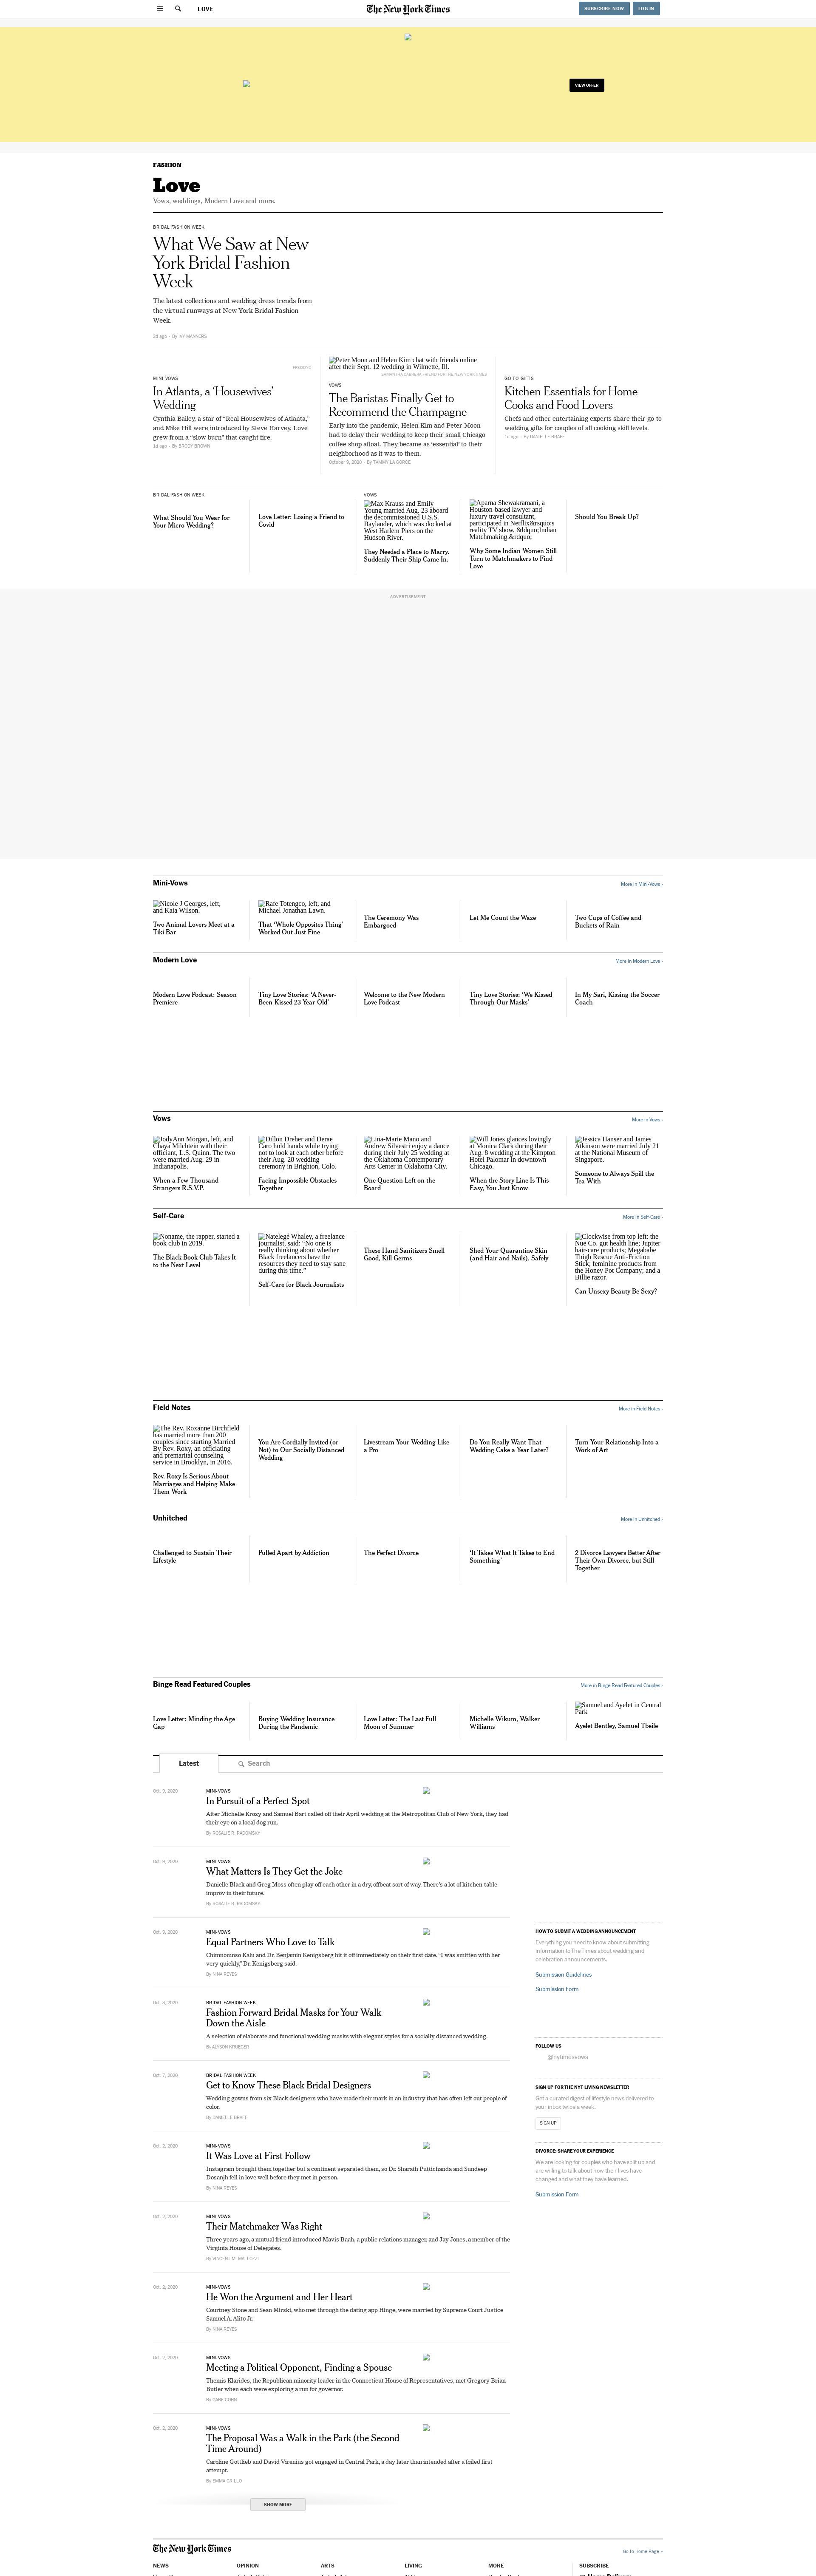 LOVE
The New York Times
SUBSCRIBE NOW
LOG IN
VIEW OFFER
FASHION
Love
Vows, weddings, Modern Love and more.
BRIDAL FASHION WEEK
What We Saw at New
York Bridal Fashion
Week
The latest collections and wedding dress trends from
the virtual runways at New York Bridal Fashion
Week.
2d ago - By IVY MANNERS
PREDDYO
MINI-VOWS
In Atlanta, a ‘Housewives’
Wedding
Cynthia Bailey, a star of “Real Housewives of Atlanta,”
and Mike Hill were introduced by Steve Harvey. Love
grew from a “slow burn” that caught fire.
1d ago - By BRODY BROWN
Peter Moon and Helen Kim chat with friends online
after their Sept. 12 wedding in Wilmette, Ill.
SAMANTHA CABRERA FRIEND FOR THE NEW YORK TIMES
VOWS
The Baristas Finally Get to
Recommend the Champagne
Early into the pandemic, Helen Kim and Peter Moon
had to delay their wedding to keep their small Chicago
coffee shop afloat. They became as ‘essential’ to their
neighborhood as it was to them.
October 9, 2020 - By TAMMY LA GORCE
GO-TO-GIFTS
Kitchen Essentials for Home
Cooks and Food Lovers
Chefs and other entertaining experts share their go-to
wedding gifts for couples of all cooking skill levels.
1d ago - By DANIELLE BRAFF
BRIDAL FASHION WEEK
What Should You Wear for
Your Micro Wedding?
Love Letter: Losing a Friend to
Covid
VOWS
Max Krauss and Emily
Young married Aug. 23 aboard
the decommissioned U.S.S.
Baylander, which was docked at
West Harlem Piers on the
Hudson River.
They Needed a Place to Marry.
Suddenly Their Ship Came In.
Aparna Shewakramani, a
Houston-based lawyer and
luxury travel consultant,
participated in Netflix&rsquo;s
reality TV show, &ldquo;Indian
Matchmaking.&rdquo;
Why Some Indian Women Still
Turn to Matchmakers to Find
Love
Should You Break Up?
ADVERTISEMENT
Mini-Vows
More in Mini-Vows ›
Nicole J Georges, left,
and Kaia Wilson.
Two Animal Lovers Meet at a
Tiki Bar
Rafe Totengco, left, and
Michael Jonathan Lawn.
That ‘Whole Opposites Thing’
Worked Out Just Fine
The Ceremony Was
Embargoed
Let Me Count the Waze
Two Cups of Coffee and
Buckets of Rain
Modern Love
More in Modern Love ›
Modern Love Podcast: Season
Premiere
Tiny Love Stories: ‘A Never-
Been-Kissed 23-Year-Old’
Welcome to the New Modern
Love Podcast
Tiny Love Stories: ‘We Kissed
Through Our Masks’
In My Sari, Kissing the Soccer
Coach
Vows
More in Vows ›
JodyAnn Morgan, left, and
Chaya Milchtein with their
officiant, L.S. Quinn. The two
were married Aug. 29 in
Indianapolis.
When a Few Thousand
Strangers R.S.V.P.
Dillon Dreher and Derae
Caro hold hands while trying
not to look at each other before
their Aug. 28 wedding
ceremony in Brighton, Colo.
Facing Impossible Obstacles
Together
Lina-Marie Mano and
Andrew Silvestri enjoy a dance
during their July 25 wedding at
the Oklahoma Contemporary
Arts Center in Oklahoma City.
One Question Left on the
Board
Will Jones glances lovingly
at Monica Clark during their
Aug. 8 wedding at the Kimpton
Hotel Palomar in downtown
Chicago.
When the Story Line Is This
Easy, You Just Know
Jessica Hanser and James
Atkinson were married July 21
at the National Museum of
Singapore.
Someone to Always Spill the
Tea With
Self-Care
More in Self-Care ›
Noname, the rapper, started a
book club in 2019.
The Black Book Club Takes It
to the Next Level
Natelegé Whaley, a freelance
journalist, said: “No one is
really thinking about whether
Black freelancers have the
resources they need to stay sane
during this time.”
Self-Care for Black Journalists
These Hand Sanitizers Smell
Good, Kill Germs
Shed Your Quarantine Skin
(and Hair and Nails), Safely
Clockwise from top left: the
Nue Co. gut health line; Alpyn
hair-care products; Megababe
Thigh Rescue Anti-Friction
Stick; feminine products from
the Honey Pot Company; and a
Billie razor.
Can Unsexy Beauty Be Sexy?
Field Notes
More in Field Notes ›
The Rev. Roxanne Birchfield
has married more than 200
couples since starting Married
By Rev. Roxy, an officiating
and premarital counseling
service in Brooklyn, in 2016.
Rev. Roxy Is Serious About
Marriages and Helping Make
Them Work
You Are Cordially Invited (or
Not) to Our Socially Distanced
Wedding
Livestream Your Wedding Like
a Pro
Do You Really Want That
Wedding Cake a Year Later?
Turn Your Relationship Into a
Work of Art
Unhitched
More in Unhitched ›
Challenged to Sustain Their
Lifestyle
Pulled Apart by Addiction
The Perfect Divorce
‘It Takes What It Takes to End
Something’
2 Divorce Lawyers Better After
Their Own Divorce, but Still
Together
Binge Read Featured Couples
More in Binge Read Featured Couples ›
Love Letter: Minding the Age
Gap
Buying Wedding Insurance
During the Pandemic
Love Letter: The Last Full
Moon of Summer
Michelle Wikum, Walker
Williams
Samuel and Ayelet in Central
Park
Ayelet Bentley, Samuel Tbeile
Latest
Search
Oct. 9, 2020
MINI-VOWS
In Pursuit of a Perfect Spot
After Michelle Krozy and Samuel Bart called off their April wedding at the Metropolitan Club of New York, they had
their eye on a local dog run.
By ROSALIE R. RADOMSKY
Oct. 9, 2020
MINI-VOWS
What Matters Is They Get the Joke
Danielle Black and Greg Moss often play off each other in a dry, offbeat sort of way. There’s a lot of kitchen-table
improv in their future.
By ROSALIE R. RADOMSKY
Oct. 9, 2020
MINI-VOWS
Equal Partners Who Love to Talk
Chinmomnso Kalu and Dr. Benjamin Kenigsberg hit it off immediately on their first date. “I was smitten with her
very quickly,” Dr. Kenigsberg said.
By NINA REYES
Oct. 8, 2020
BRIDAL FASHION WEEK
Fashion Forward Bridal Masks for Your Walk
Down the Aisle
A selection of elaborate and functional wedding masks with elegant styles for a socially distanced wedding.
By ALYSON KRUEGER
Oct. 7, 2020
BRIDAL FASHION WEEK
Get to Know These Black Bridal Designers
Wedding gowns from six Black designers who have made their mark in an industry that has often left out people of
color.
By DANIELLE BRAFF
Oct. 2, 2020
MINI-VOWS
It Was Love at First Follow
Instagram brought them together but a continent separated them, so Dr. Sharath Puttichanda and Sundeep
Dosanjh fell in love well before they met in person.
By NINA REYES
Oct. 2, 2020
MINI-VOWS
Their Matchmaker Was Right
Three years ago, a mutual friend introduced Mavis Baah, a public relations manager, and Jay Jones, a member of the
Virginia House of Delegates.
By VINCENT M. MALLOZZI
Oct. 2, 2020
MINI-VOWS
He Won the Argument and Her Heart
Courtney Stone and Sean Mirski, who met through the dating app Hinge, were married by Supreme Court Justice
Samuel A. Alito Jr.
By NINA REYES
Oct. 2, 2020
MINI-VOWS
Meeting a Political Opponent, Finding a Spouse
Themis Klarides, the Republican minority leader in the Connecticut House of Representatives, met Gregory Brian
Butler when each were exploring a run for governor.
By GABE COHN
Oct. 2, 2020
MINI-VOWS
The Proposal Was a Walk in the Park (the Second
Time Around)
Caroline Gottlieb and David Virenius got engaged in Central Park, a day later than intended after a foiled first
attempt.
By EMMA GRILLO
SHOW MORE
HOW TO SUBMIT A WEDDING ANNOUNCEMENT
Everything you need to know about submitting
information to The Times about wedding and
celebration announcements.
Submission Guidelines
Submission Form
FOLLOW US
@nytimesvows
SIGN UP FOR THE NYT LIVING NEWSLETTER
Get a curated digest of lifestyle news delivered to
your inbox twice a week.
SIGN UP
DIVORCE: SHARE YOUR EXPERIENCE
We are looking for couples who have split up and
are willing to talk about how their lives have
changed and what they have learned.
Submission Form
The New York Times
Go to Home Page »
NEWS
OPINION
ARTS
LIVING
MORE
SUBSCRIBE